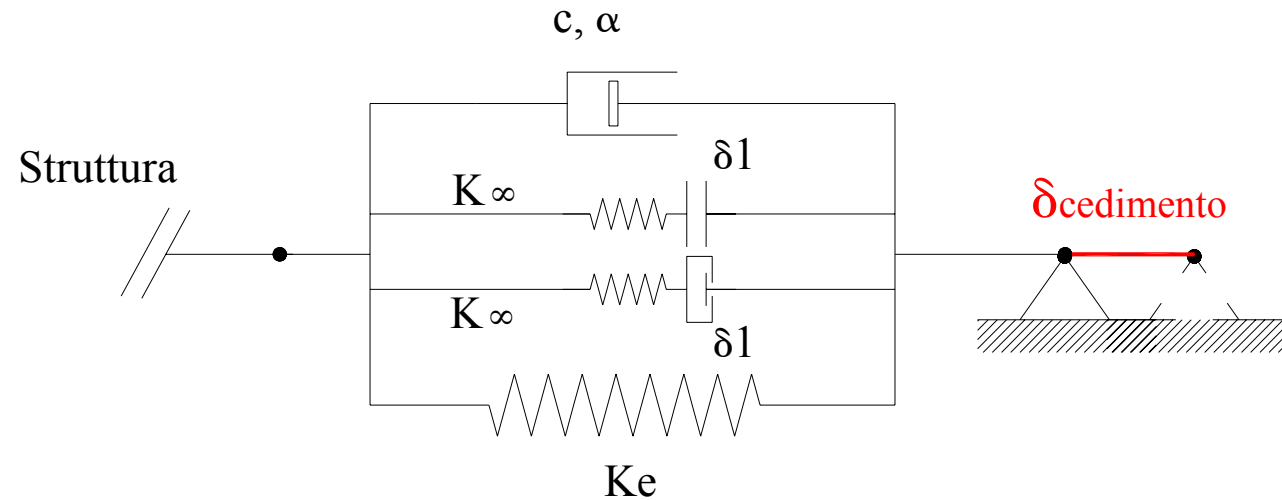 c, α
δ1
Struttura
K∞
δcedimento
K∞
δ1
Ke